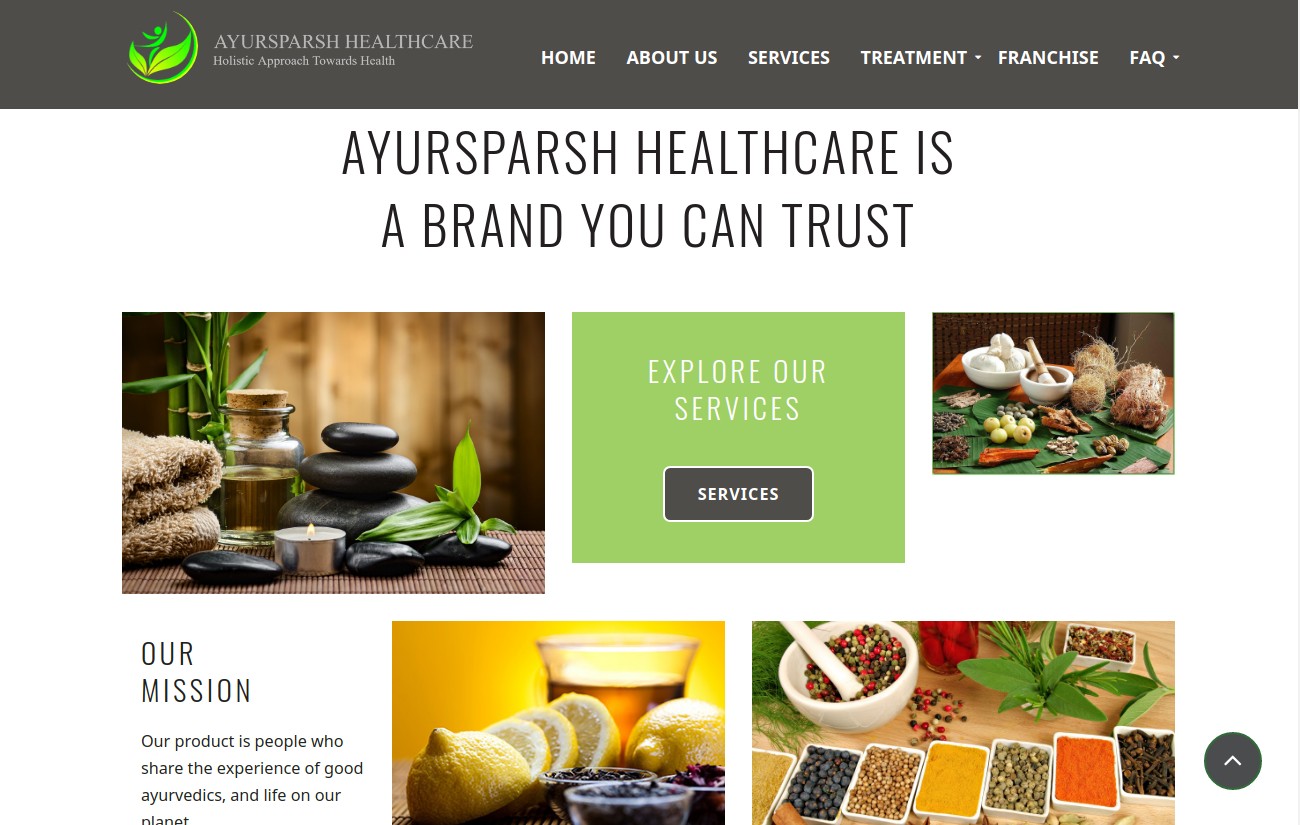 AYURSPARSH HEALTHCARE
Holistic Approach Towards Health
HOME ABOUT US SERVICES TREATMENT FRANCHISE FAQ
AYURSPARSH HEALTHCARE IS
A BRAND YOU CAN TRUST
EXPLORE OUR
SERVICES
SERVICES
OUR
MISSION
Our product is people who
share the experience of good
ayurvedics, and life on our
planet